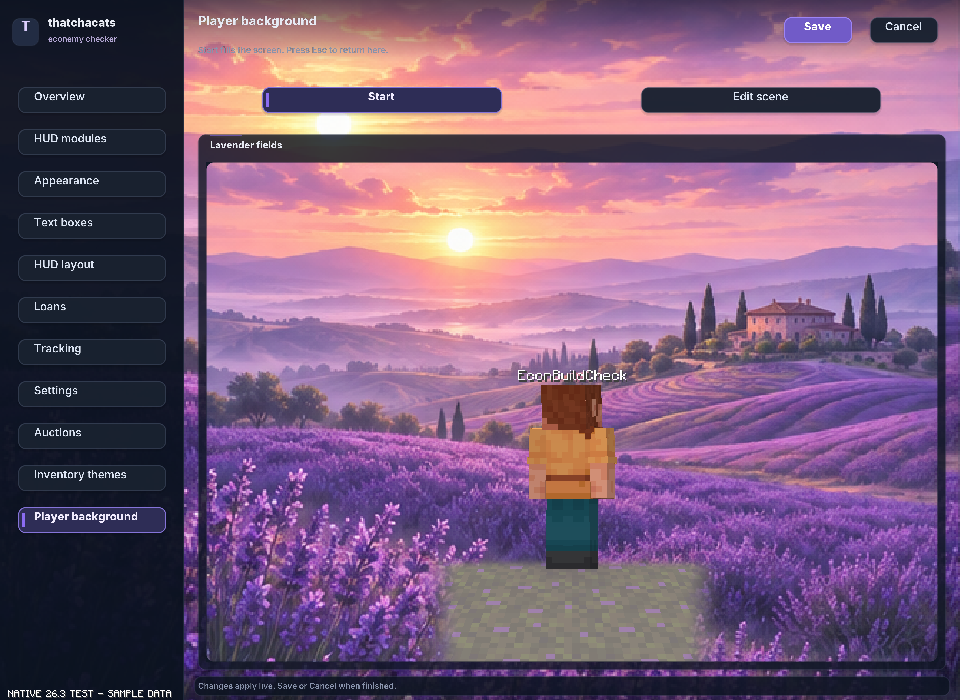 T
thatchacats
economy checker
Overview
HUD modules
Appearance
Text boxes
HUD layout
Loans
Tracking
Settings
Auctions
Inventory themes
Player background
NATIVE 26.3 TEST - SAMPLE DATA
Player background
Save
Cancel
the screen. Press Esc to return here.
Start
Edit scene
Lavender fields
EconBuildCheck
Changes apply live. Save or Cancel when finished.